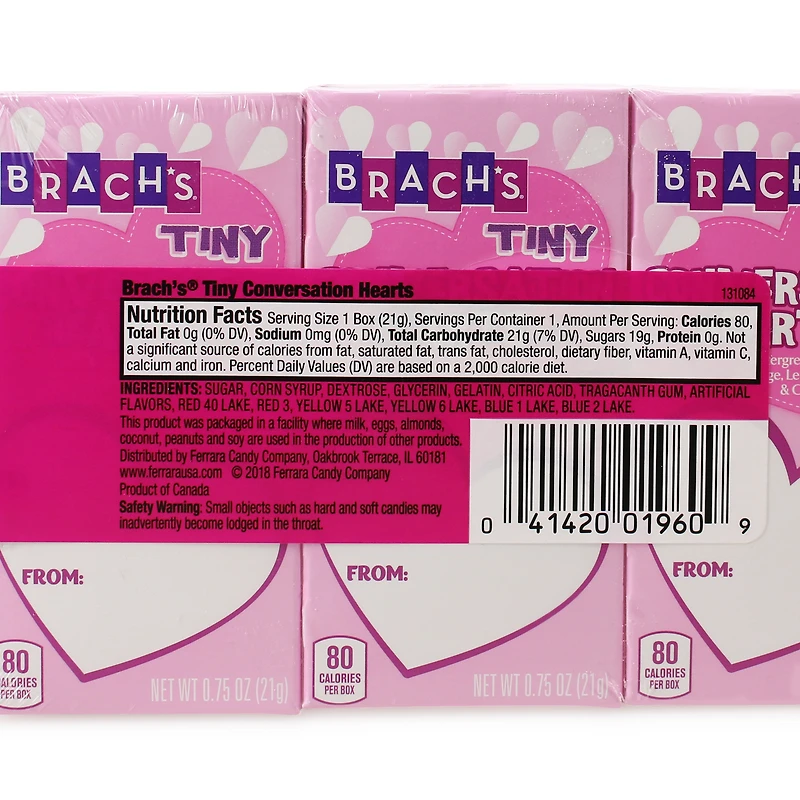 BRACH'S
TINY
BRACH'S
TINY
BRACH
Brach's® Tiny Conversation Hearts
131084
Nutrition Facts Serving Size 1 Box (21g), Servings Per Container 1, Amount Per Serving: Calories 80,
Total Fat 0g (0% DV), Sodium 0mg (0% DV), Total Carbohydrate 21g (7% DV), Sugars 19g, Protein 0g. Not
a significant source of calories from fat, saturated fat, trans fat, cholesterol, dietary fiber, vitamin A, vitamin C,
calcium and iron. Percent Daily Values (DV) are based on a 2,000 calorie diet.
INGREDIENTS: SUGAR, CORN SYRUP, DEXTROSE, GLYCERIN, GELATIN, CITRIC ACID, TRAGACANTH GUM, ARTIFICIAL
FLAVORS, RED 40 LAKE, RED 3, YELLOW 5 LAKE, YELLOW 6 LAKE, BLUE 1 LAKE, BLUE 2 LAKE.
This product was packaged in a facility where milk, eggs, almonds,
coconut, peanuts and soy are used in the production of other products.
Distributed by Ferrara Candy Company, Oakbrook Terrace, IL 60181
www.ferrarausa.com © 2018 Ferrara Candy Company
Product of Canada
Safety Warning: Small objects such as hard and soft candies may
inadvertently become lodged in the throat.
0 41420 01960 9
FROM:
FROM:
FROM:
80
CALORIES
PER BOX
NET WT 0.75 OZ (21g)
80
CALORIES
PER BOX
NET WT 0.75 OZ (21g)
80
CALORIES
PER BOX